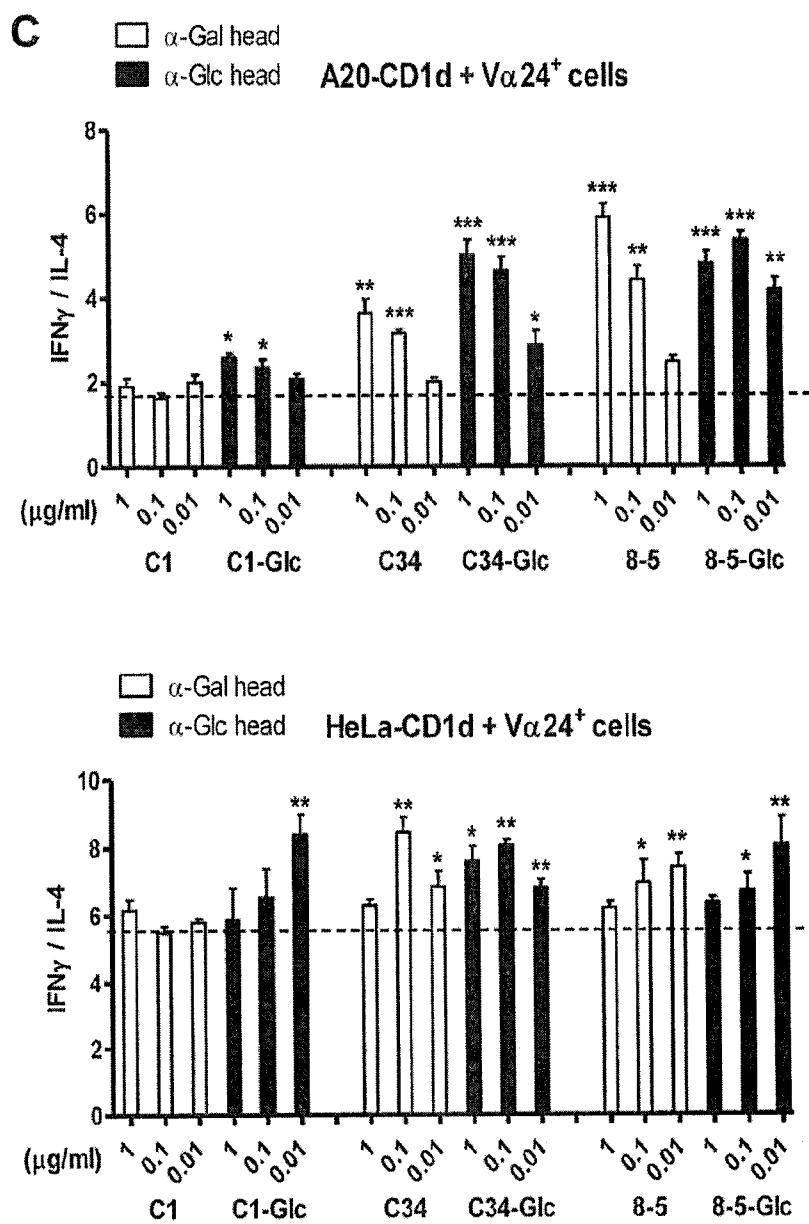 C
α-Gal head
α-Glc head
A20-CD1d + Vα24⁺ cells
IFNγ / IL-4
8
6
4
2
0
* * ** *** *** *** * *** ** *** *** **
(μg/ml) 1 0.1 0.01 1 0.1 0.01 1 0.1 0.01 1 0.1 0.01 1 0.1 0.01 1 0.1 0.01
C1 C1-Glc C34 C34-Glc 8-5 8-5-Glc
α-Gal head
α-Glc head
HeLa-CD1d + Vα24⁺ cells
IFNγ / IL-4
10
8
6
4
2
0
** ** * * ** ** * ** * **
(μg/ml) 1 0.1 0.01 1 0.1 0.01 1 0.1 0.01 1 0.1 0.01 1 0.1 0.01 1 0.1 0.01
C1 C1-Glc C34 C34-Glc 8-5 8-5-Glc